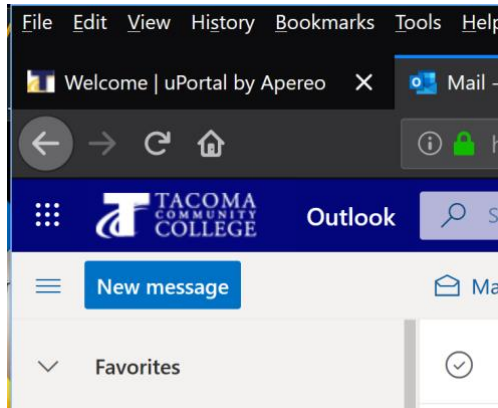 File Edit View History Bookmarks Tools Help
Welcome | uPortal by Apereo Mail -
TACOMA
COMMUNITY
COLLEGE
Outlook
New message
Favorites